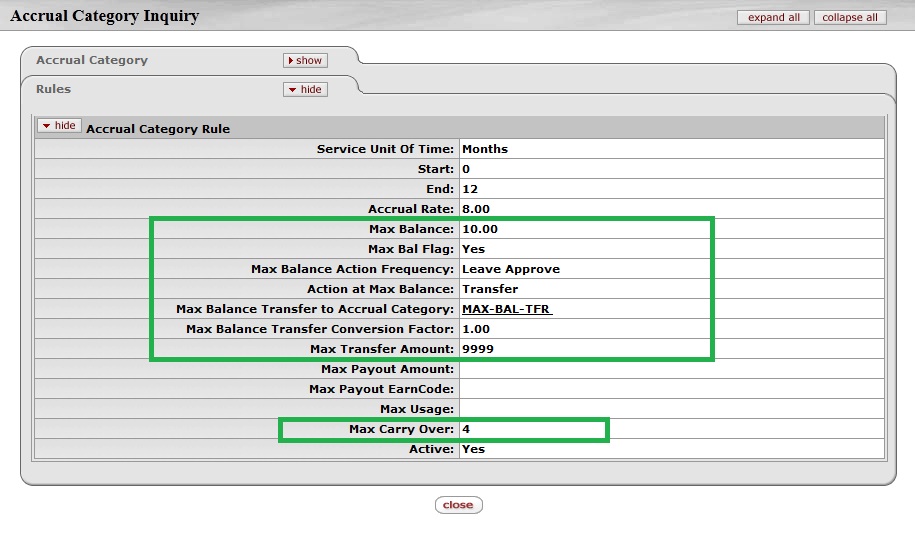 Accrual Category Inquiry
expand all
collapse all
Accrual Category
show
Rules
hide
hide Accrual Category Rule
Service Unit Of Time: Months
Start: 0
End: 12
Accrual Rate: 8.00
Max Balance: 10.00
Max Bal Flag: Yes
Max Balance Action Frequency: Leave Approve
Action at Max Balance: Transfer
Max Balance Transfer to Accrual Category: MAX-BAL-TFR
Max Balance Transfer Conversion Factor: 1.00
Max Transfer Amount: 9999
Max Payout Amount:
Max Payout EarnCode:
Max Usage:
Max Carry Over: 4
Active: Yes
close